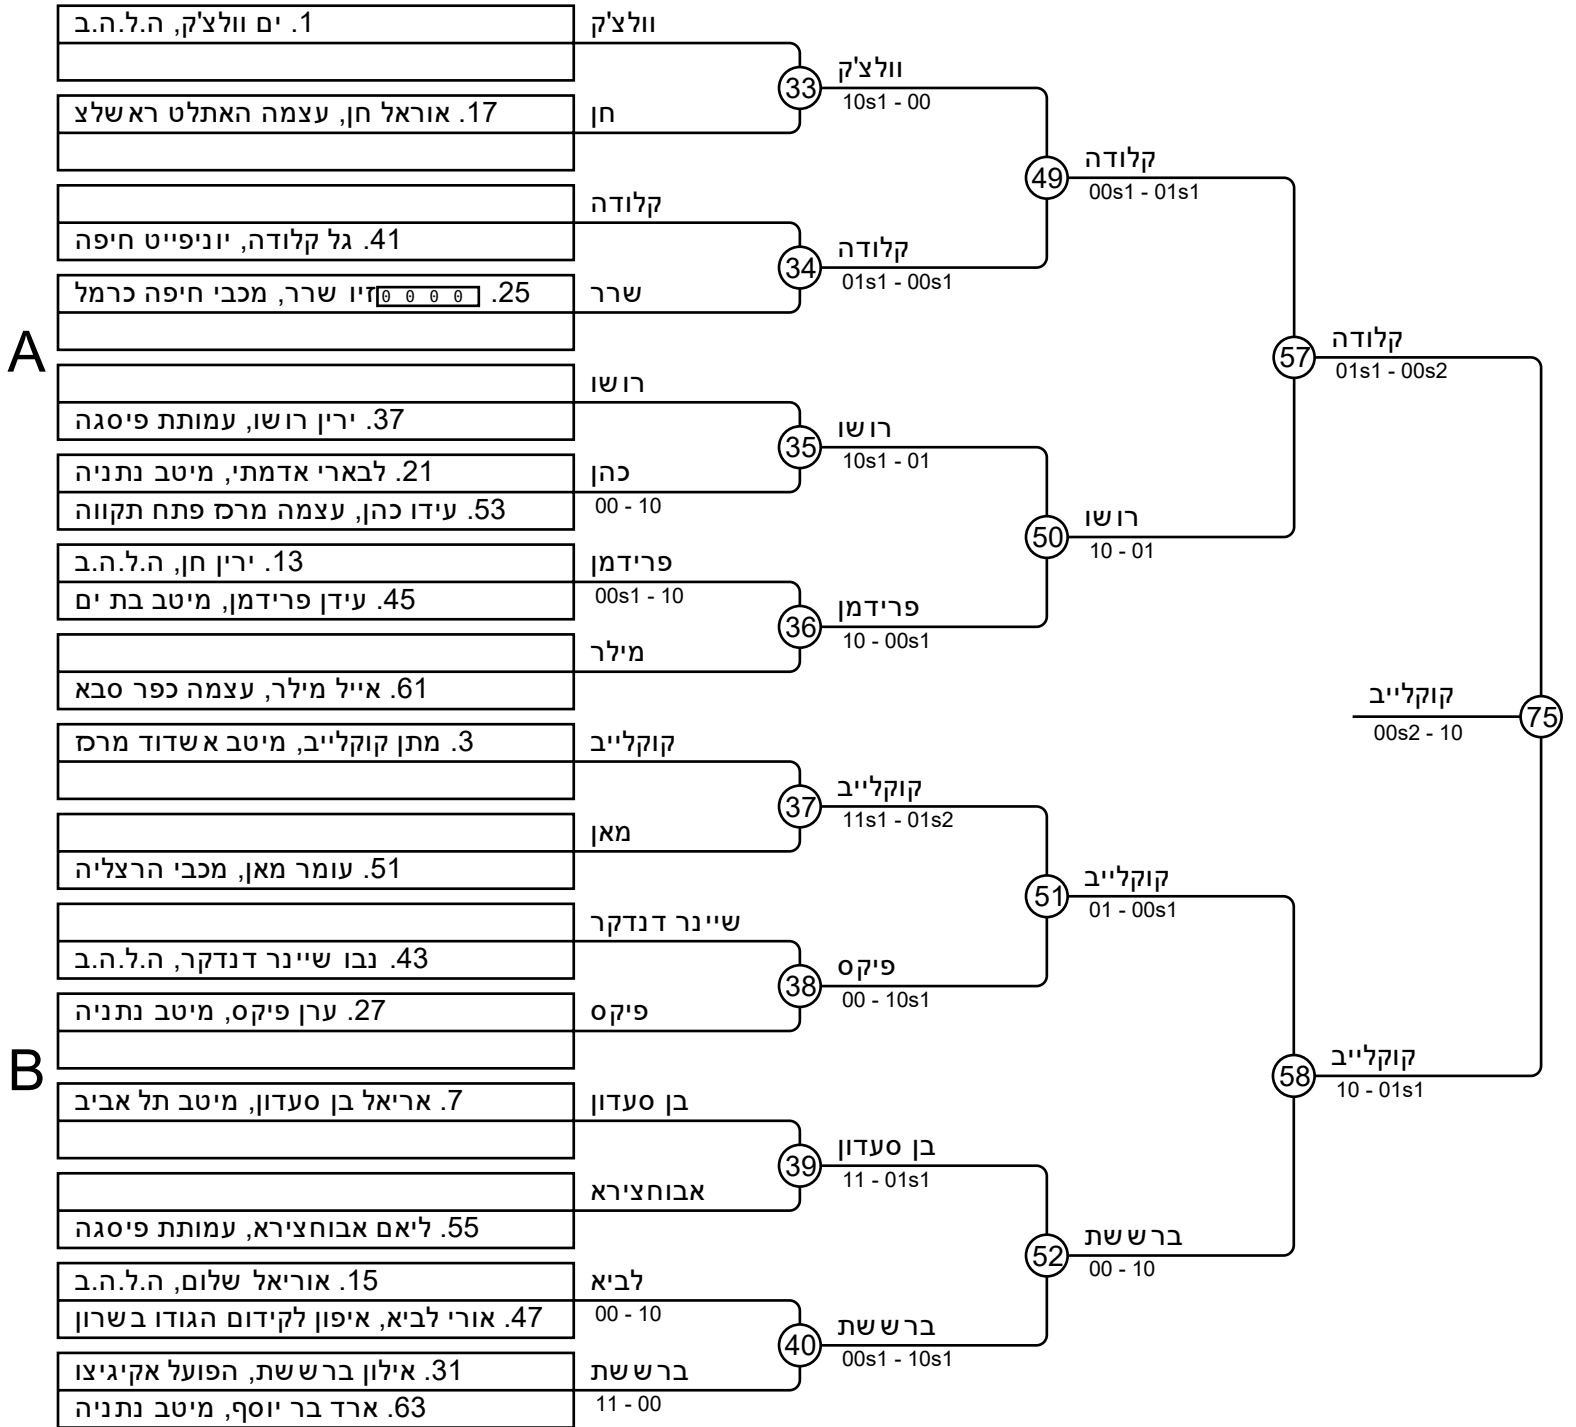 1. ים וולצ'ק, ה.ל.ה.ב
17. אוראל חן, עצמה האתלט ראשלצ
41. גל קלודה, יוניפייט חיפה
25. 0 0 0 0 זיו שרר, מכבי חיפה כרמל
A
37. ירין רושו, עמותת פיסגה
21. לבארי אדמתי, מיטב נתניה
53. עידו כהן, עצמה מרכז פתח תקווה
13. ירין חן, ה.ל.ה.ב
45. עידן פרידמן, מיטב בת ים
61. אייל מילר, עצמה כפר סבא
3. מתן קוקלייב, מיטב אשדוד מרכז
51. עומר מאן, מכבי הרצליה
43. נבו שיינר דנדקר, ה.ל.ה.ב
27. ערן פיקס, מיטב נתניה
B
7. אריאל בן סעדון, מיטב תל אביב
55. ליאם אבוחצירא, עמותת פיסגה
15. אוריאל שלום, ה.ל.ה.ב
47. אורי לביא, איפון לקידום הגודו בשרון
31. אילון ברששת, הפועל אקיגיצו
63. ארד בר יוסף, מיטב נתניה
וולצ'ק
חן
קלודה
שרר
רושו
כהן
00 - 10
פרידמן
00s1 - 10
מילר
קוקלייב
מאן
שיינר דנדקר
פיקס
בן סעדון
אבוחצירא
לביא
00 - 10
ברששת
11 - 00
33
וולצ'ק
10s1 - 00
34
קלודה
01s1 - 00s1
35
רושו
10s1 - 01
36
פרידמן
10 - 00s1
37
קוקלייב
11s1 - 01s2
38
פיקס
00 - 10s1
39
בן סעדון
11 - 01s1
40
ברששת
00s1 - 10s1
49
קלודה
00s1 - 01s1
50
רושו
10 - 01
51
קוקלייב
01 - 00s1
52
ברששת
00 - 10
57
קלודה
01s1 - 00s2
58
קוקלייב
10 - 01s1
75
קוקלייב
00s2 - 10